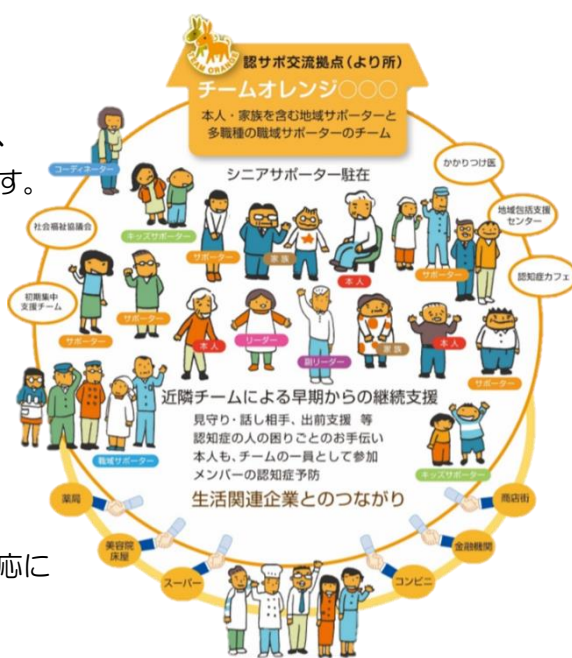 TEAM ORANGE
認サポ交流拠点（より所）
チームオレンジ○○○
本人・家族を含む地域サポーターと
多職種の職域サポーターのチーム
、
す。
シニアサポーター駐在
コーディネーター
かかりつけ医
地域包括支援
センター
社会福祉協議会
キッズサポーター
サポーター
家族
本人
サポーター
認知症カフェ
初期集中
支援チーム
サポーター
サポーター
本人
リーダー
副リーダー
家族
本人
サポーター
職域サポーター
近隣チームによる早期からの継続支援
見守り・話し相手、出前支援 等
認知症の人の困りごとのお手伝い
本人も、チームの一員として参加
メンバーの認知症予防
キッズサポーター
生活関連企業とのつながり
薬局
商店街
美容院
床屋
金融機関
スーパー
コンビニ
応に